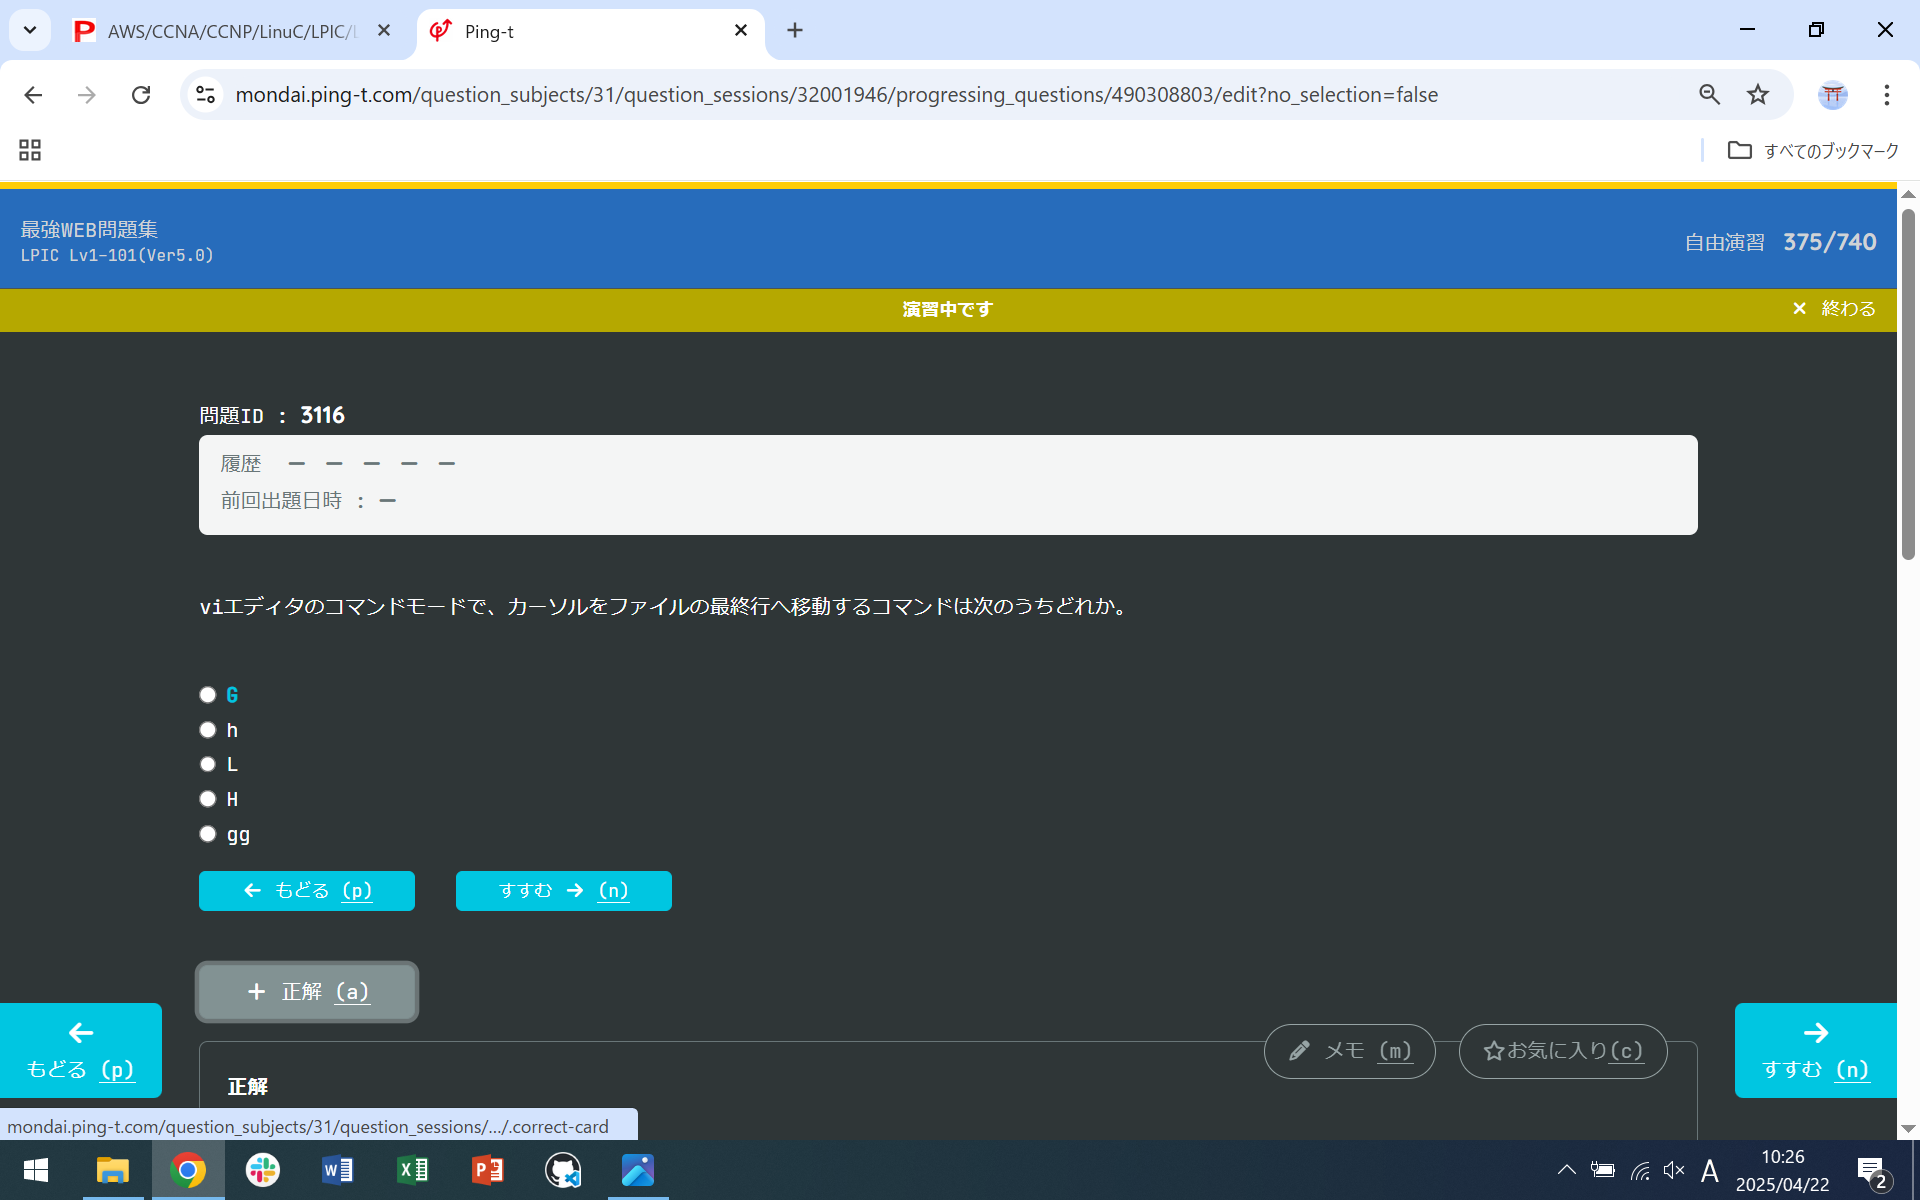 AWS/CCNA/CCNP/LinuC/LPIC/
Ping-t
mondai.ping-t.com/question_subjects/31/question_sessions/32001946/progressing_questions/490308803/edit?no_selection=false
すべてのブックマーク
最強WEB問題集
LPIC Lv1-101(Ver5.0)
自由演習 375/740
演習中です
× 終わる
問題ID : 3116
履歴 — — — — —
前回出題日時 : —
viエディタのコマンドモードで、カーソルをファイルの最終行へ移動するコマンドは次のうちどれか。
G
h
L
H
gg
← もどる (p)
すすむ → (n)
+ 正解 (a)
メモ (m)
☆お気に入り(c)
正解
← もどる (p)
→ すすむ (n)
mondai.ping-t.com/question_subjects/31/question_sessions/.../.correct-card
A
10:26
2025/04/22
2